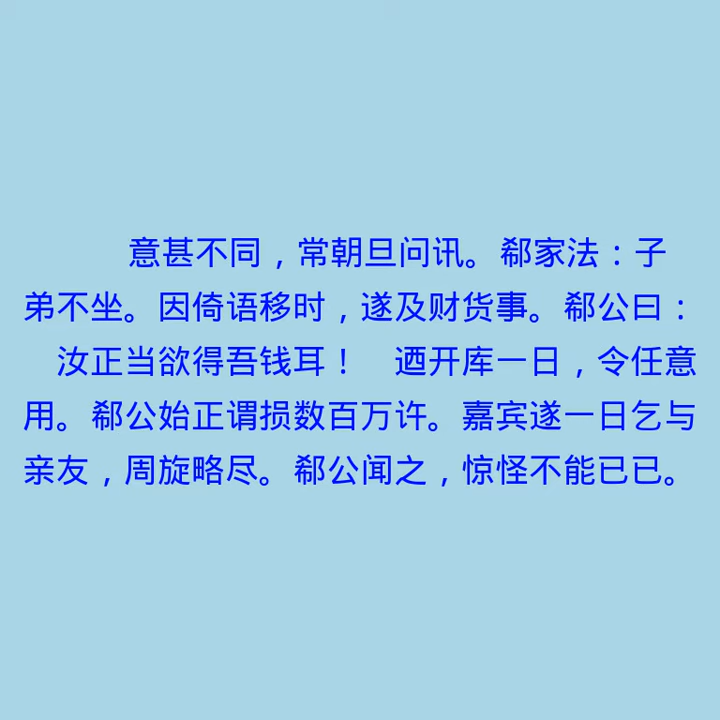 意甚不同，常朝旦问讯。郗家法：子
弟不坐。因倚语移时，遂及财货事。郗公曰：
汝正当欲得吾钱耳！　迺开库一日，令任意
用。郗公始正谓损数百万许。嘉宾遂一日乞与
亲友，周旋略尽。郗公闻之，惊怪不能已已。